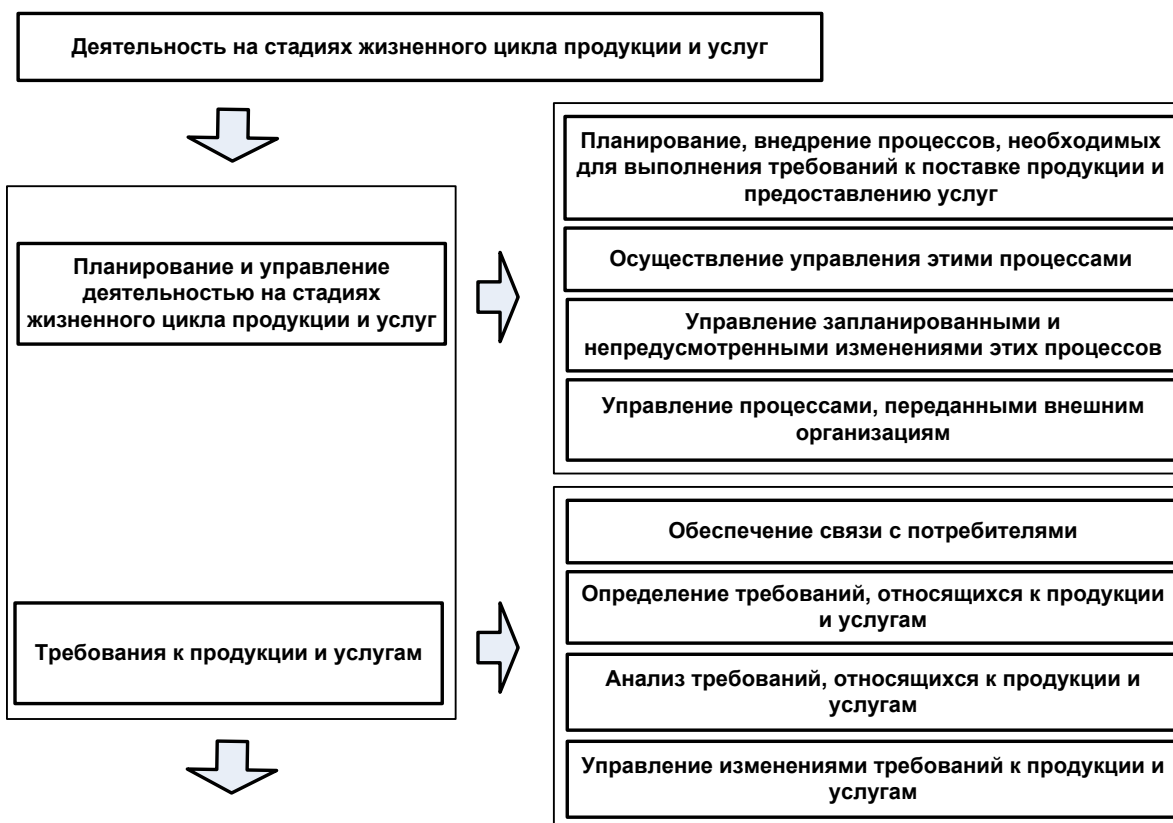 Деятельность на стадиях жизненного цикла продукции и услуг
Планирование и управление
деятельностью на стадиях
жизненного цикла продукции и услуг
Планирование, внедрение процессов, необходимых
для выполнения требований к поставке продукции и
предоставлению услуг
Осуществление управления этими процессами
Управление запланированными и
непредусмотренными изменениями этих процессов
Управление процессами, переданными внешним
организациям
Требования к продукции и услугам
Обеспечение связи с потребителями
Определение требований, относящихся к продукции
и услугам
Анализ требований, относящихся к продукции и
услугам
Управление изменениями требований к продукции и
услугам